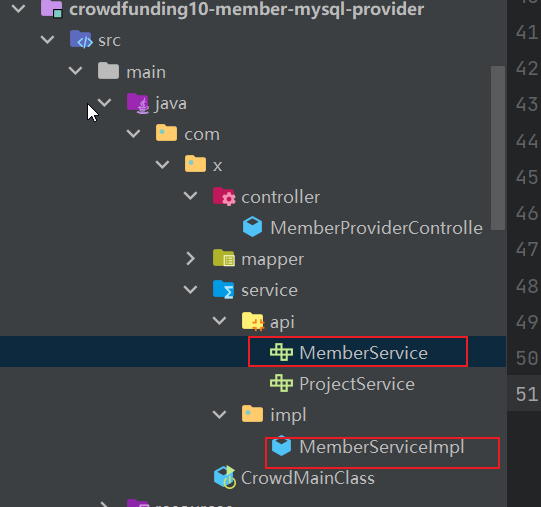 crowdfunding10-member-mysql-provider
src
main
java
com
x
controller
MemberProviderControlle
mapper
service
api
MemberService
ProjectService
impl
MemberServiceImpl
CrowdMainClass
41
42
43
44
45
46
47
48
49
50
51